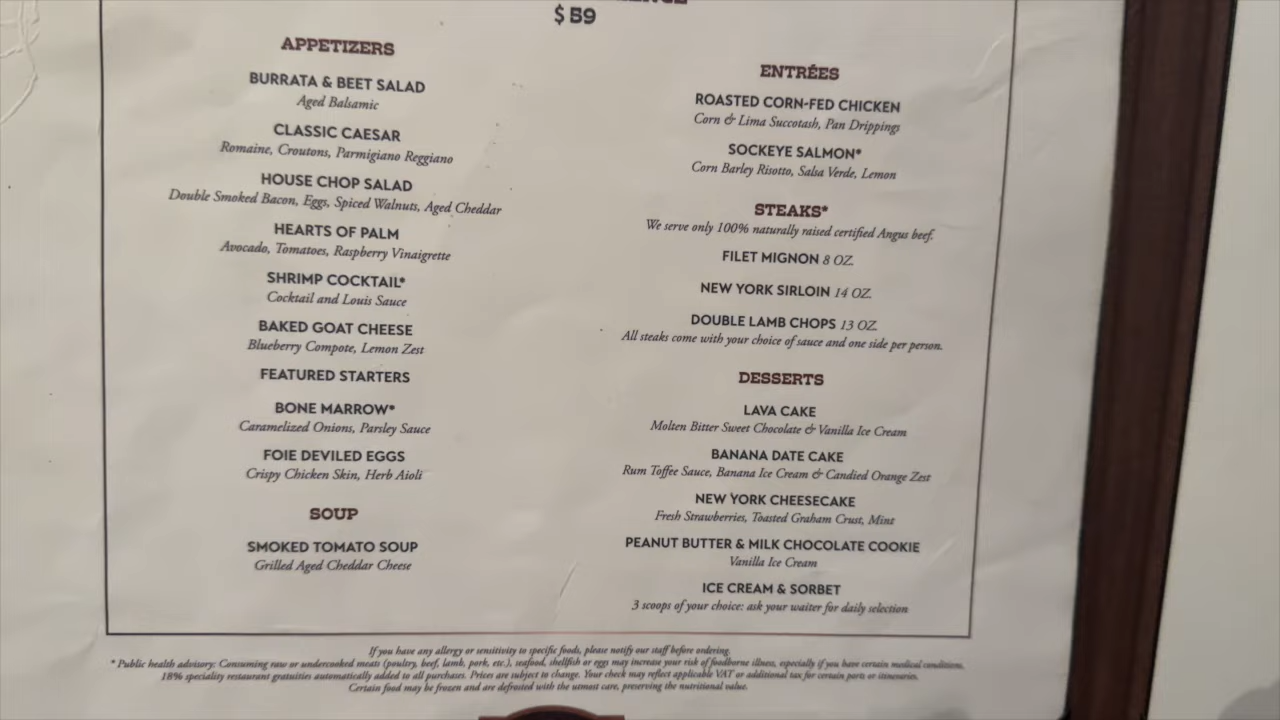 $59
APPETIZERS
BURRATA & BEET SALAD
Aged Balsamic
CLASSIC CAESAR
Romaine, Croutons, Parmigiano Reggiano
HOUSE CHOP SALAD
Double Smoked Bacon, Eggs, Spiced Walnuts, Aged Cheddar
HEARTS OF PALM
Avocado, Tomatoes, Raspberry Vinaigrette
SHRIMP COCKTAIL*
Cocktail and Louis Sauce
BAKED GOAT CHEESE
Blueberry Compote, Lemon Zest
FEATURED STARTERS
BONE MARROW*
Caramelized Onions, Parsley Sauce
FOIE DEVILED EGGS
Crispy Chicken Skin, Herb Aioli
SOUP
SMOKED TOMATO SOUP
Grilled Aged Cheddar Cheese
ENTRÉES
ROASTED CORN-FED CHICKEN
Corn & Lima Succotash, Pan Drippings
SOCKEYE SALMON*
Corn Barley Risotto, Salsa Verde, Lemon
STEAKS*
We serve only 100% naturally raised certified Angus beef.
FILET MIGNON 8 OZ.
NEW YORK SIRLOIN 14 OZ.
DOUBLE LAMB CHOPS 13 OZ.
All steaks come with your choice of sauce and one side per person.
DESSERTS
LAVA CAKE
Molten Bitter Sweet Chocolate & Vanilla Ice Cream
BANANA DATE CAKE
Rum Toffee Sauce, Banana Ice Cream & Candied Orange Zest
NEW YORK CHEESECAKE
Fresh Strawberries, Toasted Graham Crust, Mint
PEANUT BUTTER & MILK CHOCOLATE COOKIE
Vanilla Ice Cream
ICE CREAM & SORBET
3 scoops of your choice: ask your waiter for daily selection
If you have any allergy or sensitivity to specific foods, please notify our staff before ordering.
* Public health advisory: Consuming raw or undercooked meats (poultry, beef, lamb, pork, etc.), seafood, shellfish or eggs may increase your risk of foodborne illness, especially if you have certain medical conditions.
18% speciality restaurant gratuities automatically added to all purchases. Prices are subject to change. Your check may reflect applicable VAT or additional tax for certain ports or itineraries.
Certain food may be frozen and are defrosted with the utmost care, preserving the nutritional value.